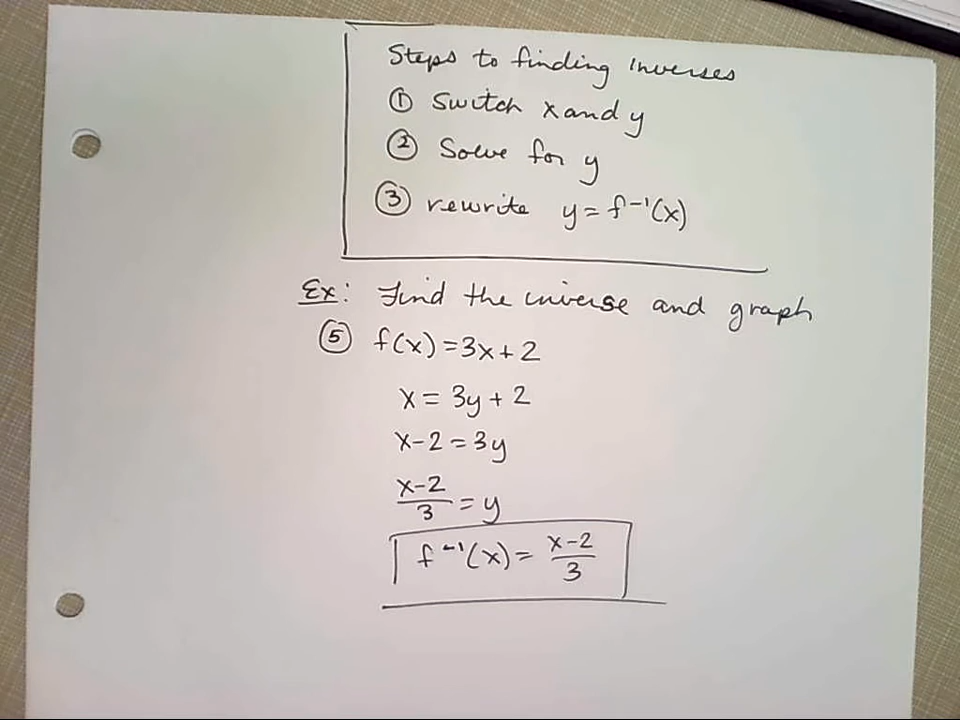 Steps to finding inverses
① Switch x and y
② Solve for y
③ rewrite y = f⁻¹(x)
Ex: Find the inverse and graph
⑤ f(x) = 3x + 2
x = 3y + 2
x - 2 = 3y
(x-2)/3 = y
f⁻¹(x) = (x-2)/3